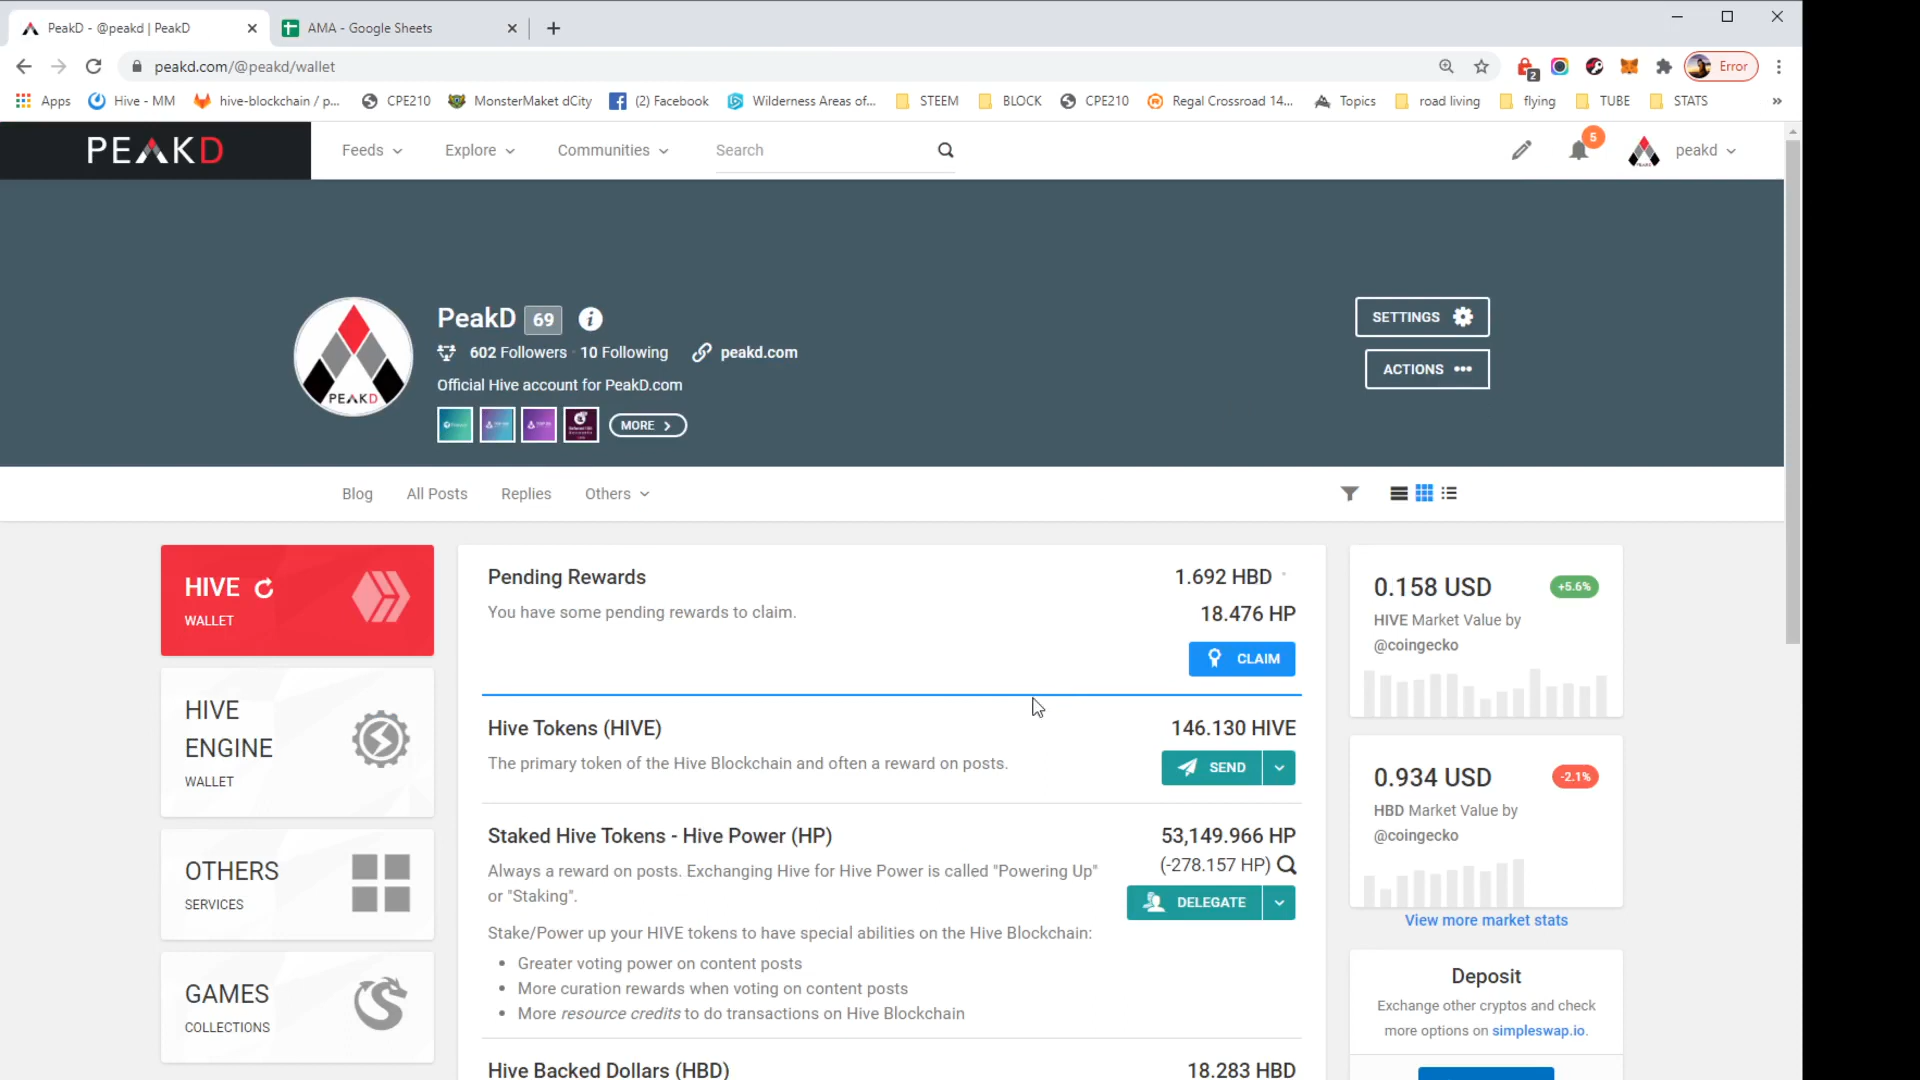 PeakD - @peakd | PeakD
AMA - Google Sheets
peakd.com/@peakd/wallet
2
Error
Apps
Hive - MM
hive-blockchain / p...
CPE210
MonsterMaket dCity
(2) Facebook
Wilderness Areas of...
STEEM
BLOCK
CPE210
Regal Crossroad 14...
Topics
road living
flying
TUBE
STATS
PEAKD
Feeds
Explore
Communities
Search
5
peakd
PEAKD
PeakD 69
602 Followers 10 Following peakd.com
Official Hive account for PeakD.com
MORE
SETTINGS
ACTIONS
Blog
All Posts
Replies
Others
HIVE
WALLET
HIVE
ENGINE
WALLET
OTHERS
SERVICES
GAMES
COLLECTIONS
Pending Rewards
1.692 HBD
You have some pending rewards to claim.
18.476 HP
CLAIM
Hive Tokens (HIVE)
146.130 HIVE
The primary token of the Hive Blockchain and often a reward on posts.
SEND
Staked Hive Tokens - Hive Power (HP)
53,149.966 HP
(-278.157 HP)
Always a reward on posts. Exchanging Hive for Hive Power is called "Powering Up"
or "Staking".
DELEGATE
Stake/Power up your HIVE tokens to have special abilities on the Hive Blockchain:
• Greater voting power on content posts
• More curation rewards when voting on content posts
• More resource credits to do transactions on Hive Blockchain
Hive Backed Dollars (HBD)
18.283 HBD
0.158 USD
+5.6%
HIVE Market Value by
@coingecko
0.934 USD
-2.1%
HBD Market Value by
@coingecko
View more market stats
Deposit
Exchange other cryptos and check
more options on simpleswap.io.